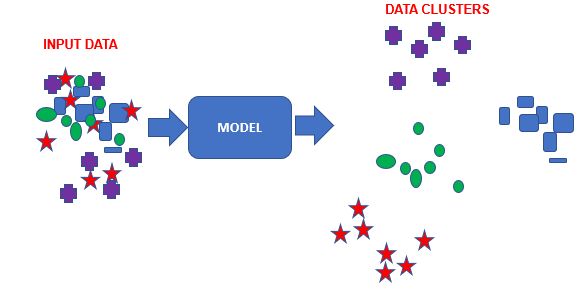 DATA CLUSTERS
INPUT DATA
MODEL